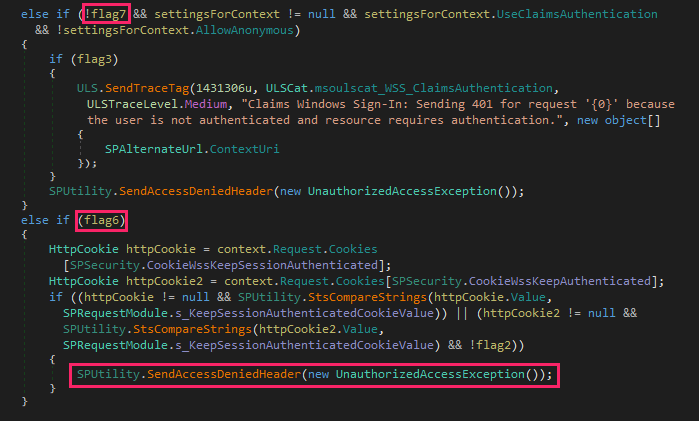 else if (!flag7 && settingsForContext != null && settingsForContext.UseClaimsAuthentication
&& !settingsForContext.AllowAnonymous)
{
if (flag3)
{
ULS.SendTraceTag(1431306u, ULSCat.msoulscat_WSS_ClaimsAuthentication,
ULSTraceLevel.Medium, "Claims Windows Sign-In: Sending 401 for request '{0}' because
the user is not authenticated and resource requires authentication.", new object[]
{
SPAlternateUrl.ContextUri
});
}
SPUtility.SendAccessDeniedHeader(new UnauthorizedAccessException());
}
else if (flag6)
{
HttpCookie httpCookie = context.Request.Cookies
[SPSecurity.CookieWssKeepSessionAuthenticated];
HttpCookie httpCookie2 = context.Request.Cookies[SPSecurity.CookieWssKeepAuthenticated];
if ((httpCookie != null && SPUtility.StsCompareStrings(httpCookie.Value,
SPRequestModule.s_KeepSessionAuthenticatedCookieValue)) || (httpCookie2 != null &&
SPUtility.StsCompareStrings(httpCookie2.Value,
SPRequestModule.s_KeepSessionAuthenticatedCookieValue) && !flag2))
{
SPUtility.SendAccessDeniedHeader(new UnauthorizedAccessException());
}
}